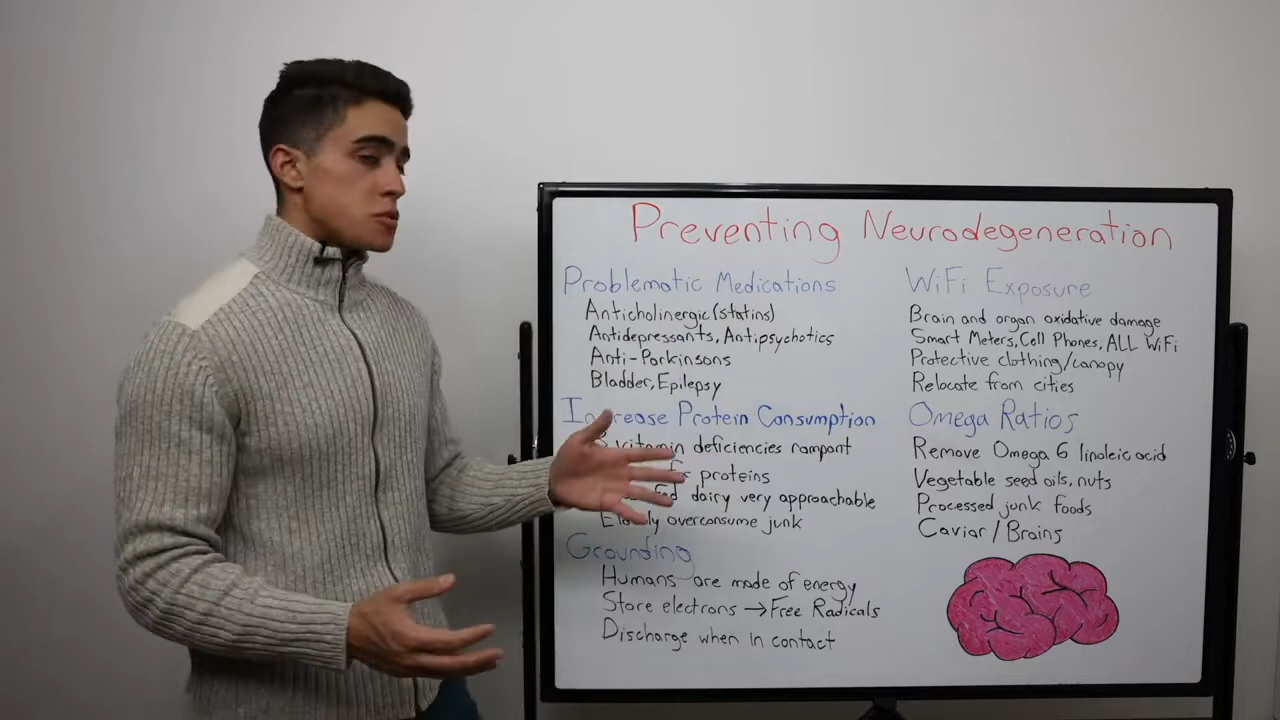 Preventing Neurodegeneration
Problematic Medications
Anticholinergic (statins)
Antidepressants, Antipsychotics
Anti-Parkinsons
Bladder, Epilepsy
Increase Protein Consumption
vitamin deficiencies rampant
proteins
dairy very approachable
Elderly overconsume junk
Grounding
Humans are made of energy
Store electrons → Free Radicals
Discharge when in contact
WiFi Exposure
Brain and organ oxidative damage
Smart Meters, Cell Phones, ALL WiFi
Protective clothing/canopy
Relocate from cities
Omega Ratios
Remove Omega 6 linoleic acid
Vegetable seed oils, nuts
Processed junk foods
Caviar/Brains